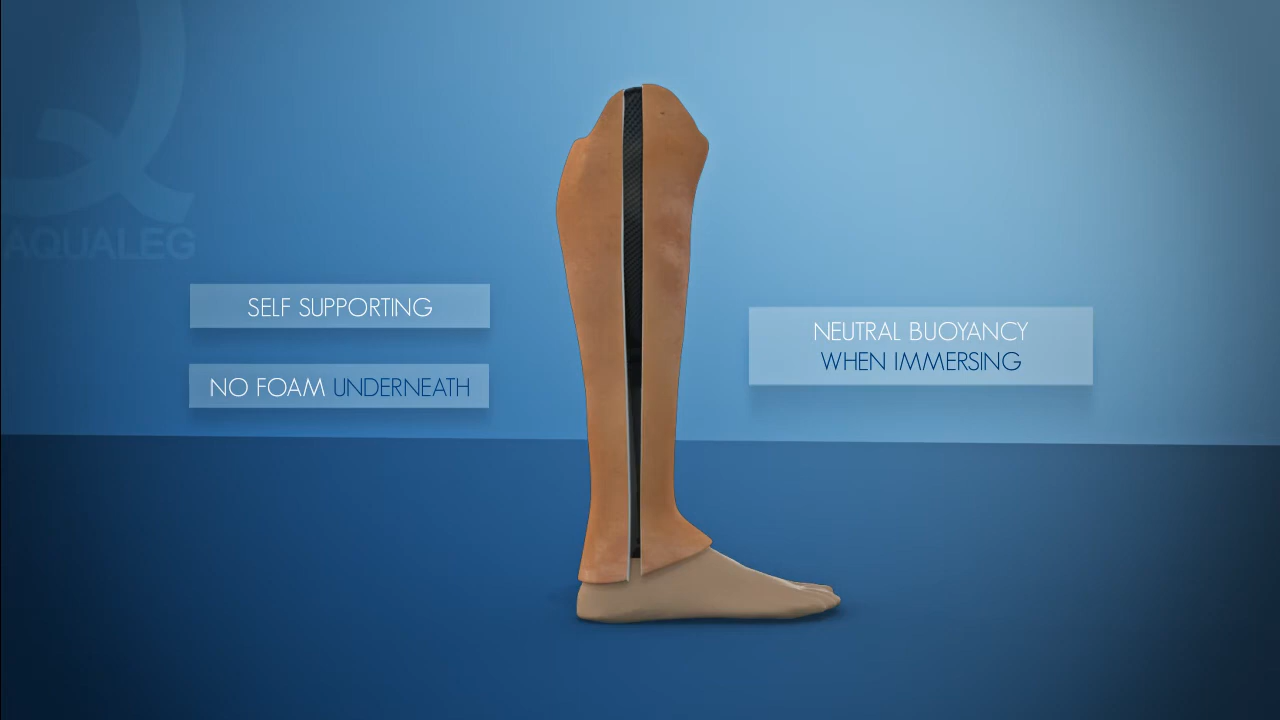 AQUALEG
SELF SUPPORTING
NO FOAM UNDERNEATH
NEUTRAL BUOYANCY
WHEN IMMERSING